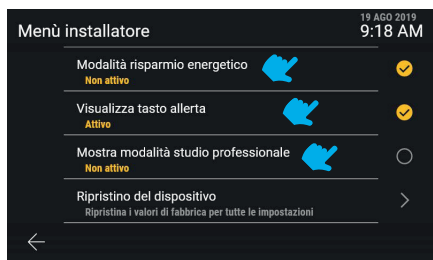 Menù installatore
19 AGO 2019
9:18 AM
Modalità risparmio energetico
Non attivo
Visualizza tasto allerta
Attivo
Mostra modalità studio professionale
Non attivo
Ripristino del dispositivo
Ripristina i valori di fabbrica per tutte le impostazioni